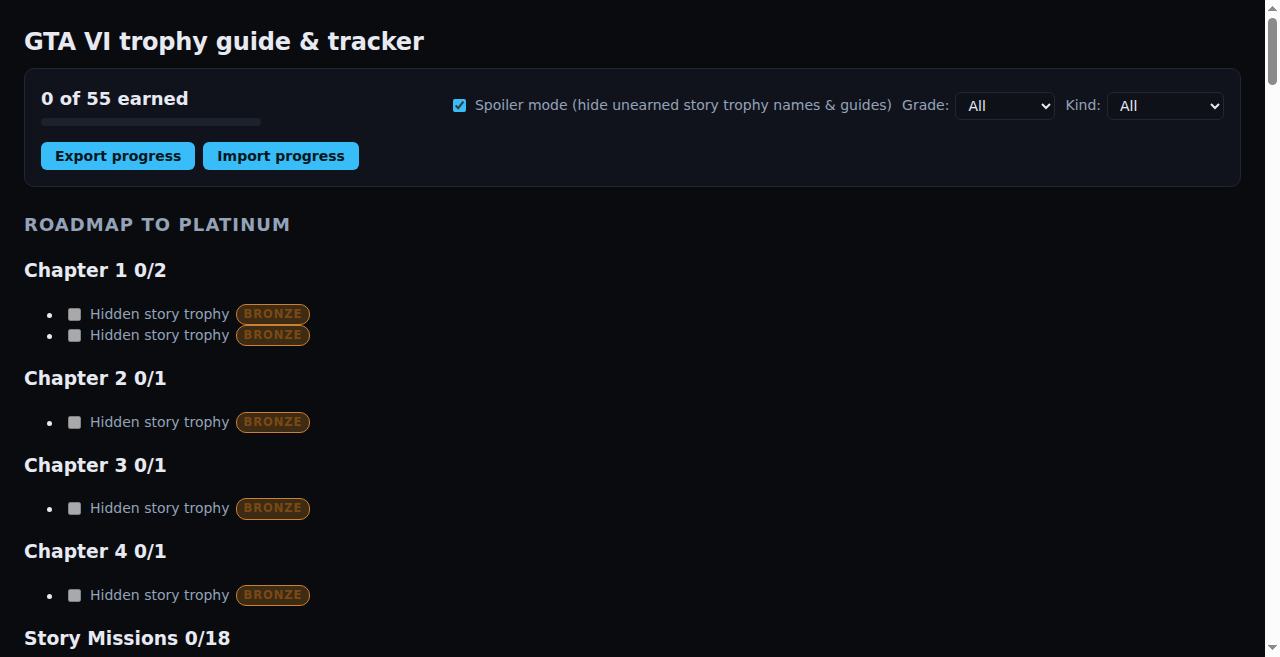 GTA VI trophy guide & tracker
0 of 55 earned
Spoiler mode (hide unearned story trophy names & guides) Grade: All Kind: All
Export progress Import progress
ROADMAP TO PLATINUM
Chapter 1 0/2
Hidden story trophy BRONZE
Hidden story trophy BRONZE
Chapter 2 0/1
Hidden story trophy BRONZE
Chapter 3 0/1
Hidden story trophy BRONZE
Chapter 4 0/1
Hidden story trophy BRONZE
Story Missions 0/18